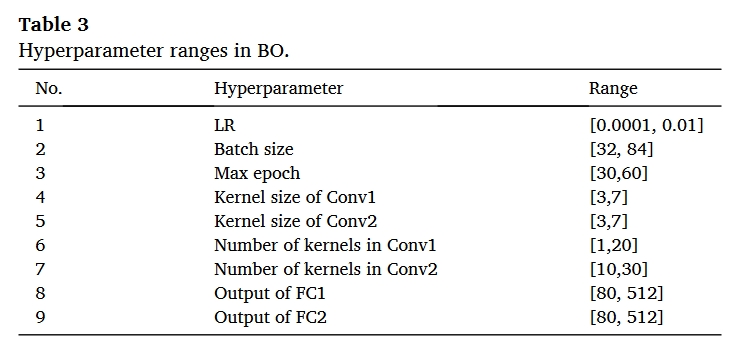 Table 3
Hyperparameter ranges in BO.
No. Hyperparameter Range
1 LR [0.0001, 0.01]
2 Batch size [32, 84]
3 Max epoch [30,60]
4 Kernel size of Conv1 [3,7]
5 Kernel size of Conv2 [3,7]
6 Number of kernels in Conv1 [1,20]
7 Number of kernels in Conv2 [10,30]
8 Output of FC1 [80, 512]
9 Output of FC2 [80, 512]